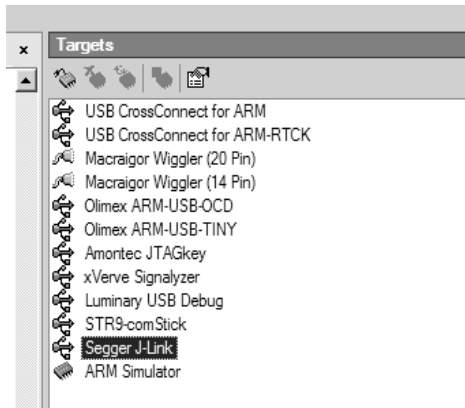 Targets
USB CrossConnect for ARM
USB CrossConnect for ARM-RTCK
Macraigor Wiggler (20 Pin)
Macraigor Wiggler (14 Pin)
Olimex ARM-USB-OCD
Olimex ARM-USB-TINY
Amontec JTAGkey
xVerve Signalyzer
Luminary USB Debug
STR9-comStick
Segger J-Link
ARM Simulator